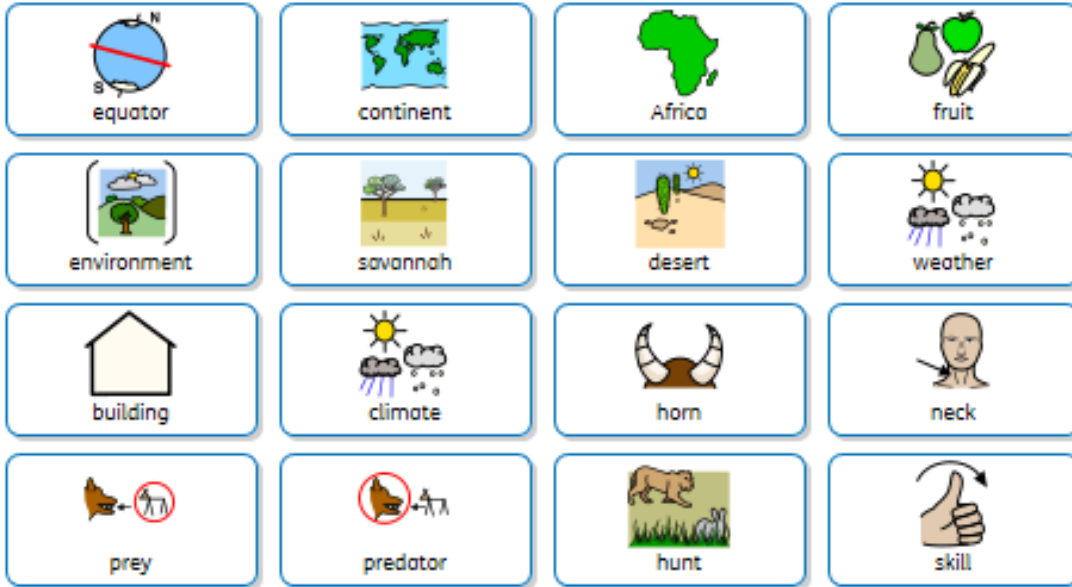 N
S
equator
continent
Africa
fruit
environment
savannah
desert
weather
building
climate
horn
neck
prey
predator
hunt
skill